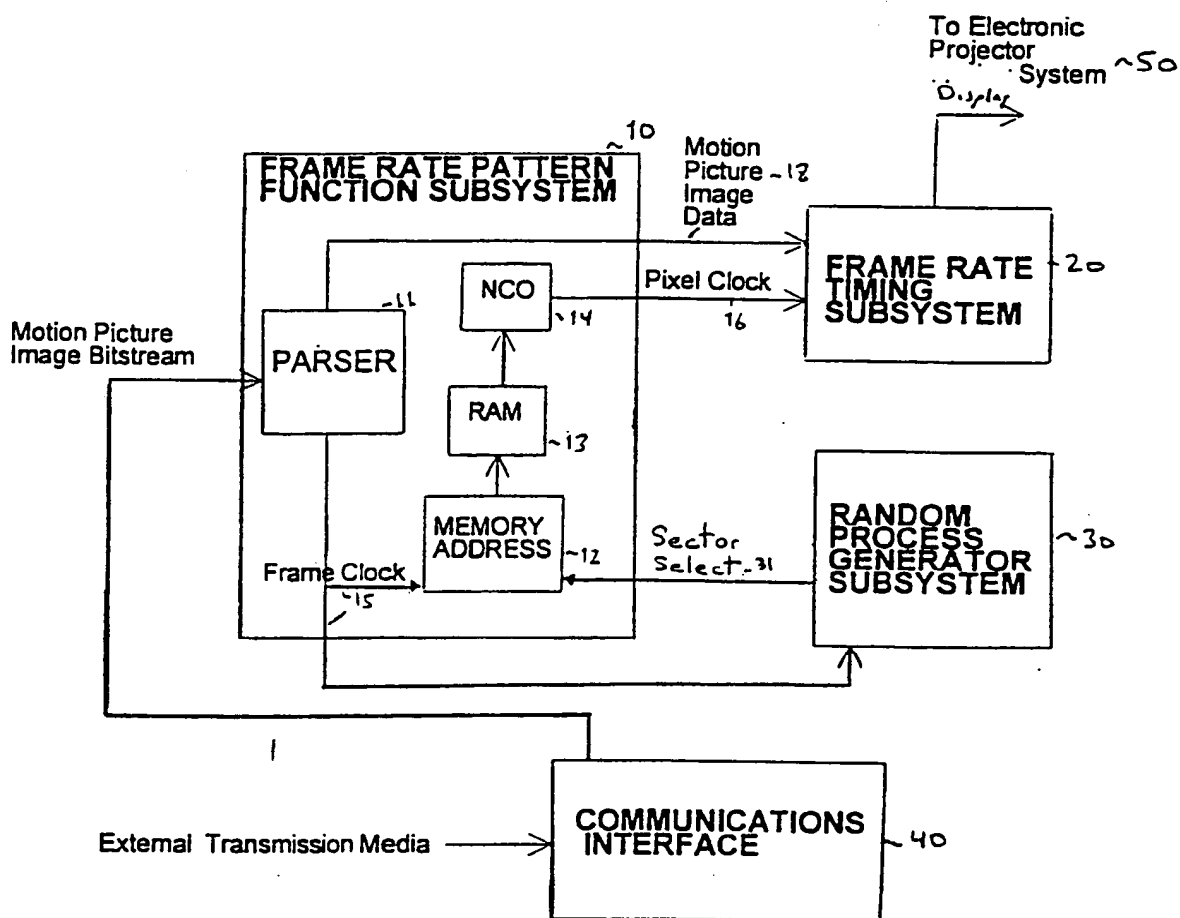 To Electronic
Projector
System ~50
Display
~10
FRAME RATE PATTERN
FUNCTION SUBSYSTEM
Motion
Picture
Image ~18
Data
FRAME RATE
TIMING
SUBSYSTEM
~20
NCO
~14
Pixel Clock
16
~11
PARSER
Motion Picture
Image Bitstream
RAM
~13
MEMORY
ADDRESS
~12
Sector
Select ~31
RANDOM
PROCESS
GENERATOR
SUBSYSTEM
~30
Frame Clock
~15
1
External Transmission Media
COMMUNICATIONS
INTERFACE
~40